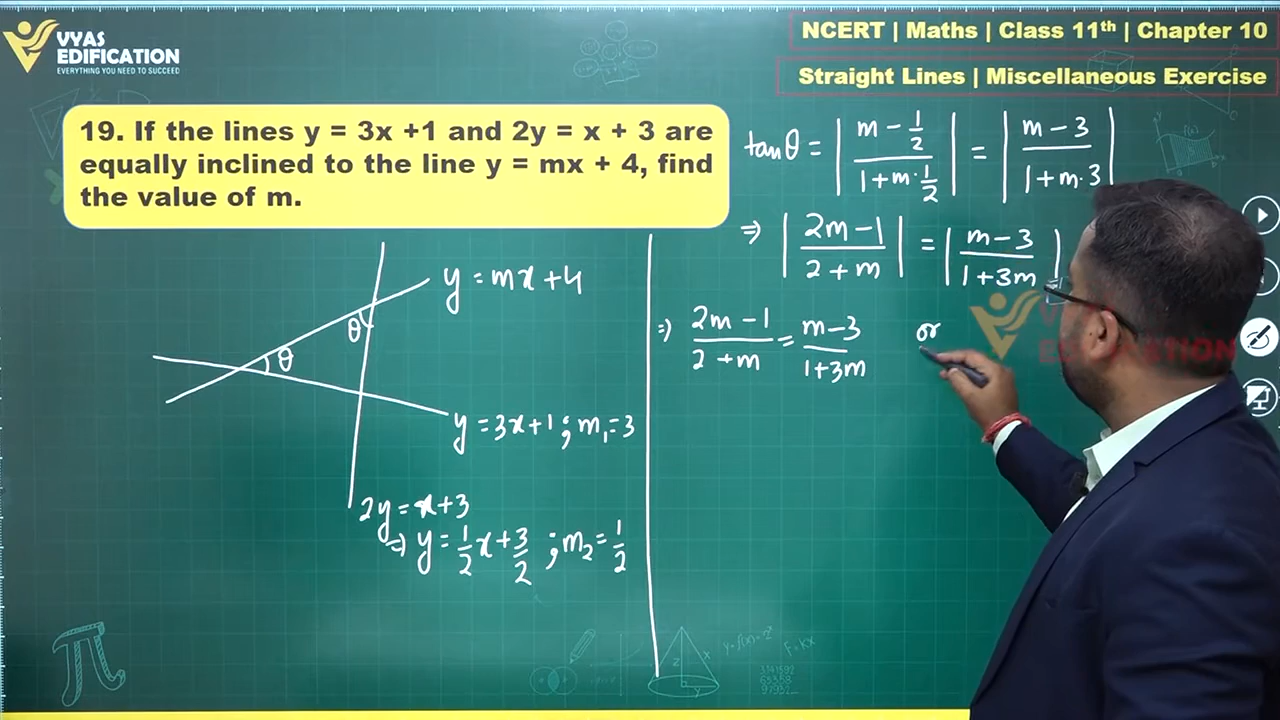 VYAS
EDIFICATION
EVERYTHING YOU NEED TO SUCCEED
NCERT | Maths | Class 11th | Chapter 10
Straight Lines | Miscellaneous Exercise
19. If the lines y = 3x +1 and 2y = x + 3 are
equally inclined to the line y = mx + 4, find
the value of m.
tanθ = |(m - 1/2)/(1+m·1/2)| = |(m-3)/(1+m·3)|
⇒ |(2m-1)/(2+m)| = |(m-3)/(1+3m)|
⇒ (2m-1)/(2+m) = (m-3)/(1+3m) or
y = mx+4
θ
θ
y = 3x+1 ; m₁=3
2y = x+3
⇒ y = 1/2 x + 3/2 ; m₂ = 1/2
VYAS
EDIFICATION
π